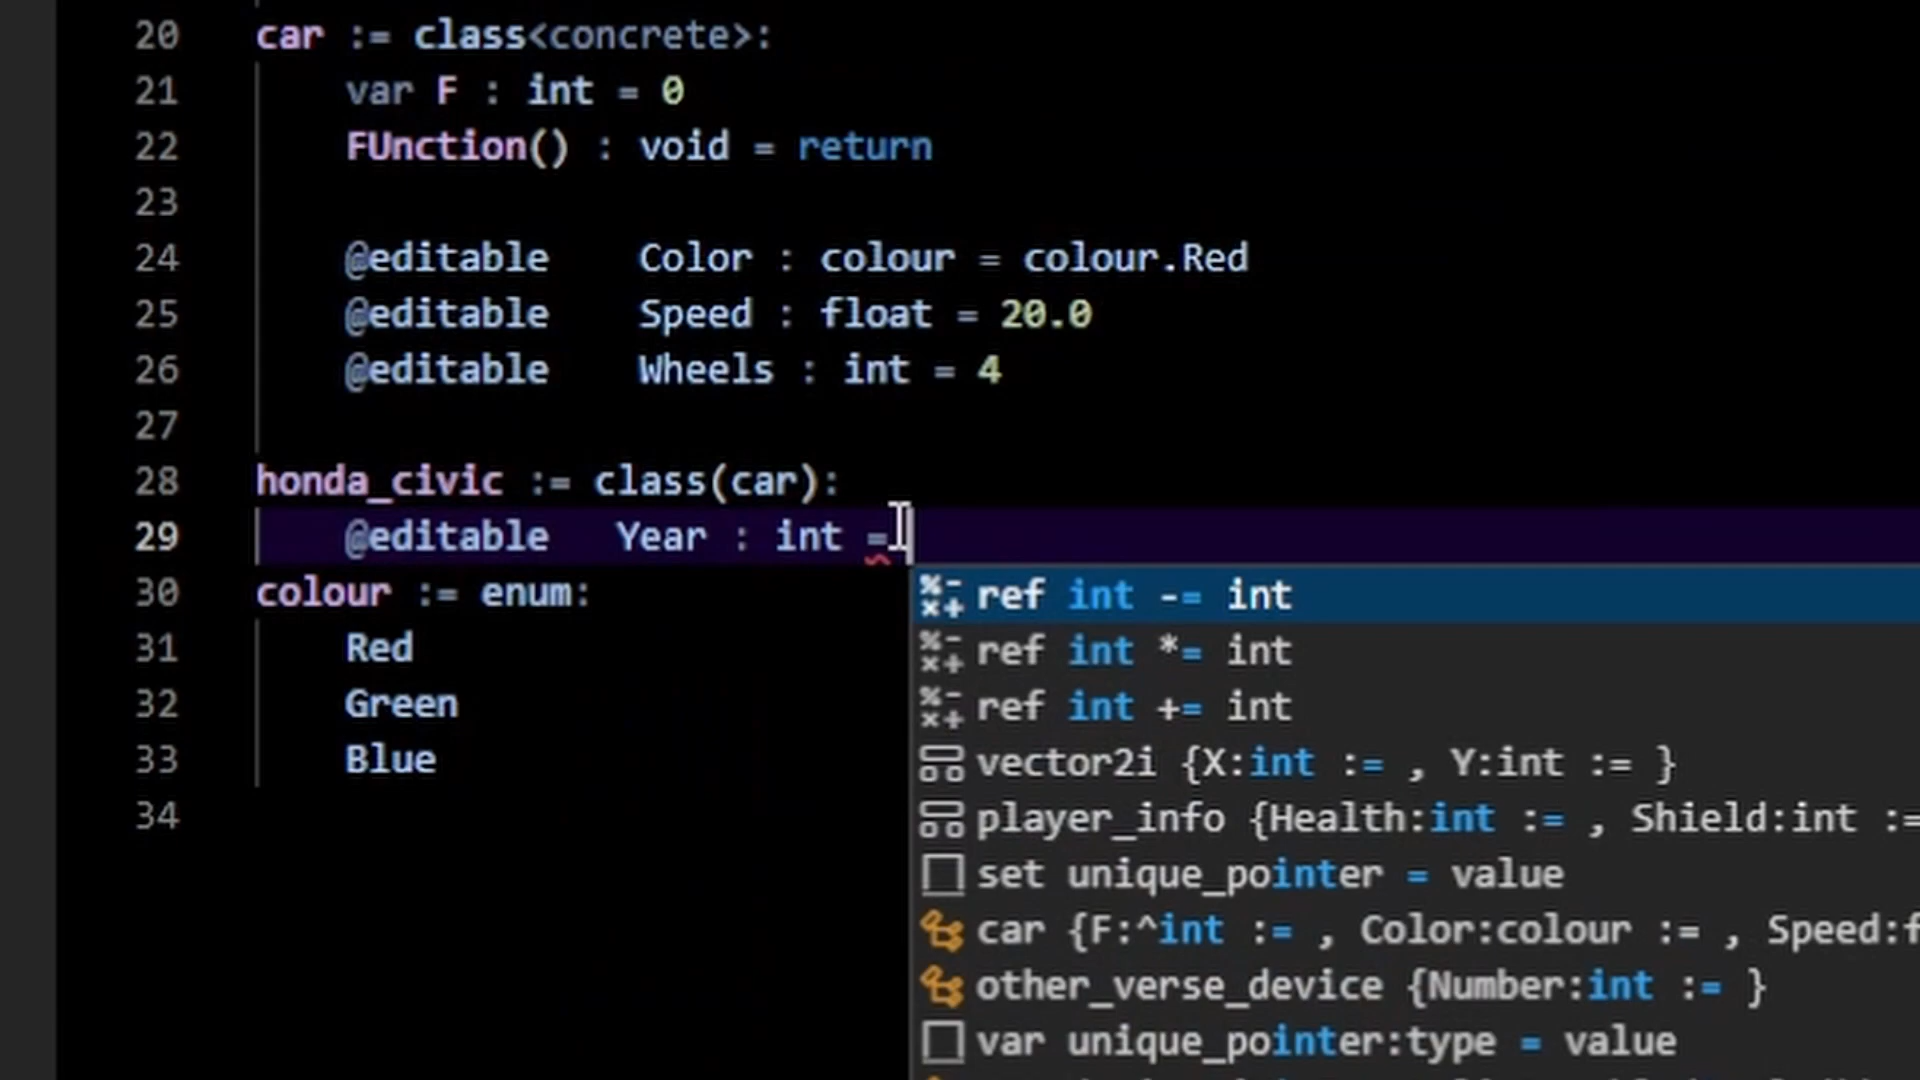 20 car := class<concrete>:
21 var F : int = 0
22 FUnction() : void = return
23
24 @editable Color : colour = colour.Red
25 @editable Speed : float = 20.0
26 @editable Wheels : int = 4
27
28 honda_civic := class(car):
29 @editable Year : int =
30 colour := enum:
31 Red
32 Green
33 Blue
34
ref int -= int
ref int *= int
ref int += int
vector2i {X:int := , Y:int := }
player_info {Health:int := , Shield:int :=
set unique_pointer = value
car {F:^int := , Color:colour := , Speed:f
other_verse_device {Number:int := }
var unique_pointer:type = value